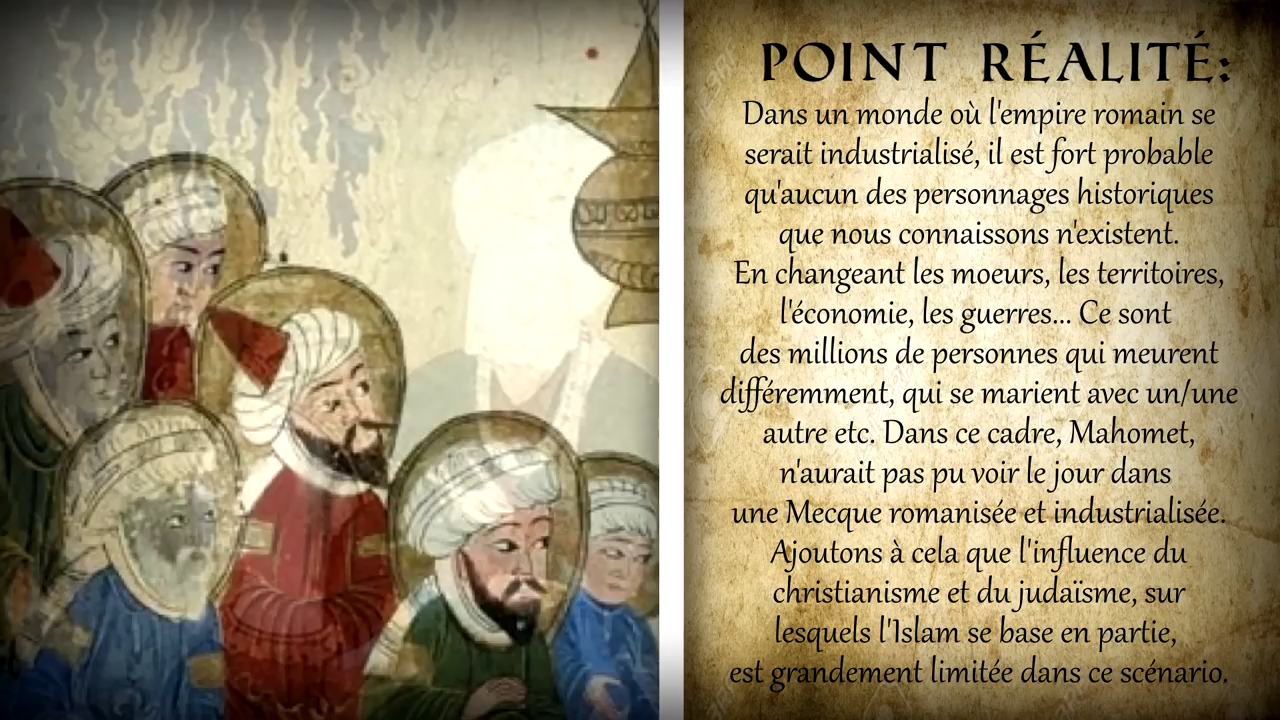 POINT RÉALITÉ:
Dans un monde où l'empire romain se
serait industrialisé, il est fort probable
qu'aucun des personnages historiques
que nous connaissons n'existent.
En changeant les moeurs, les territoires,
l'économie, les guerres... Ce sont
des millions de personnes qui meurent
différemment, qui se marient avec un/une
autre etc. Dans ce cadre, Mahomet,
n'aurait pas pu voir le jour dans
une Mecque romanisée et industrialisée.
Ajoutons à cela que l'influence du
christianisme et du judaïsme, sur
lesquels l'Islam se base en partie,
est grandement limitée dans ce scénario.